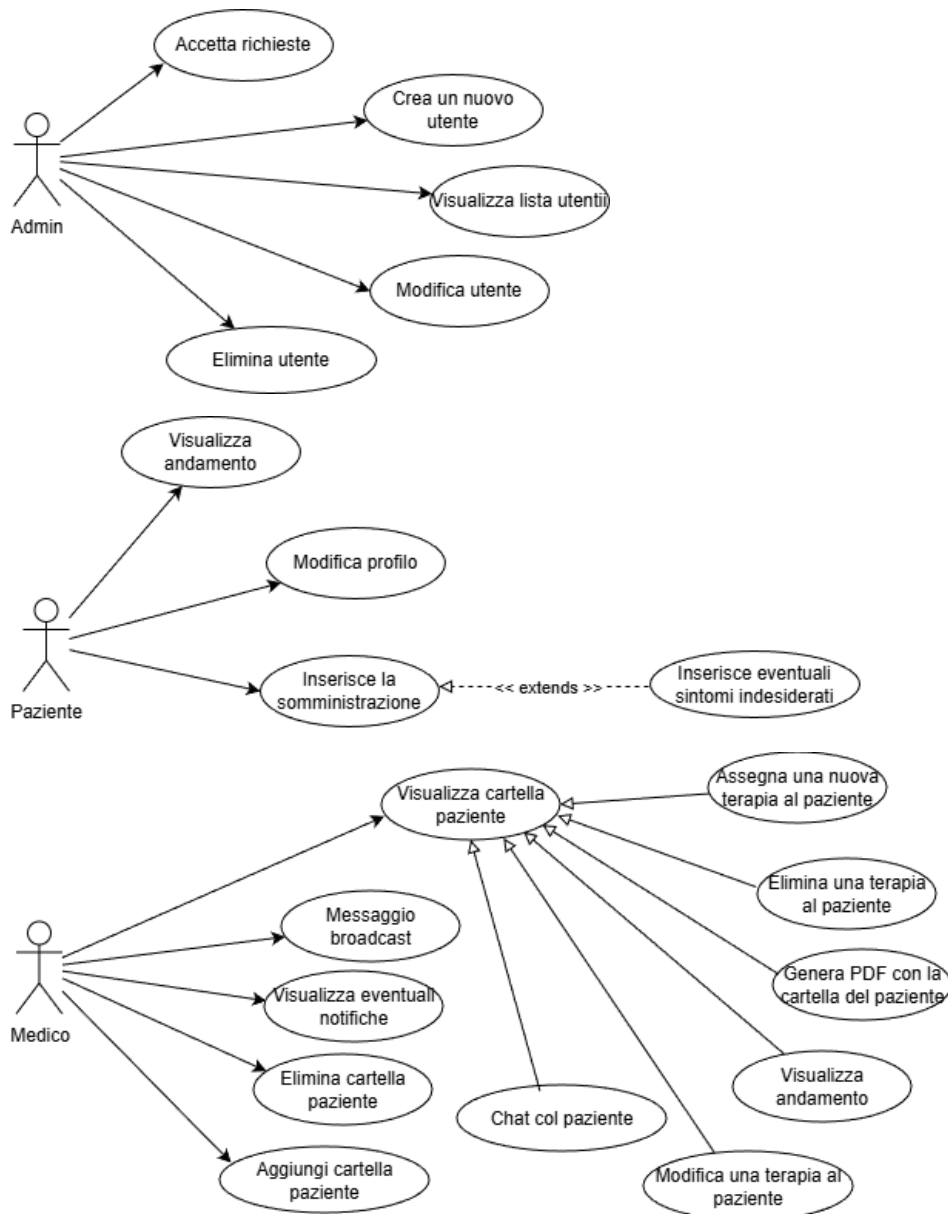 Accetta richieste
Crea un nuovo
utente
Visualizza lista utentii
Admin
Modifica utente
Elimina utente
Visualizza
andamento
Modifica profilo
Paziente
Inserisce la
somministrazione
<< extends >>
Inserisce eventuali
sintomi indesiderati
Visualizza cartella
paziente
Assegna una nuova
terapia al paziente
Elimina una terapia
al paziente
Messaggio
broadcast
Genera PDF con la
cartella del paziente
Visualizza eventuali
notifiche
Medico
Elimina cartella
paziente
Visualizza
andamento
Chat col paziente
Aggiungi cartella
paziente
Modifica una terapia al
paziente